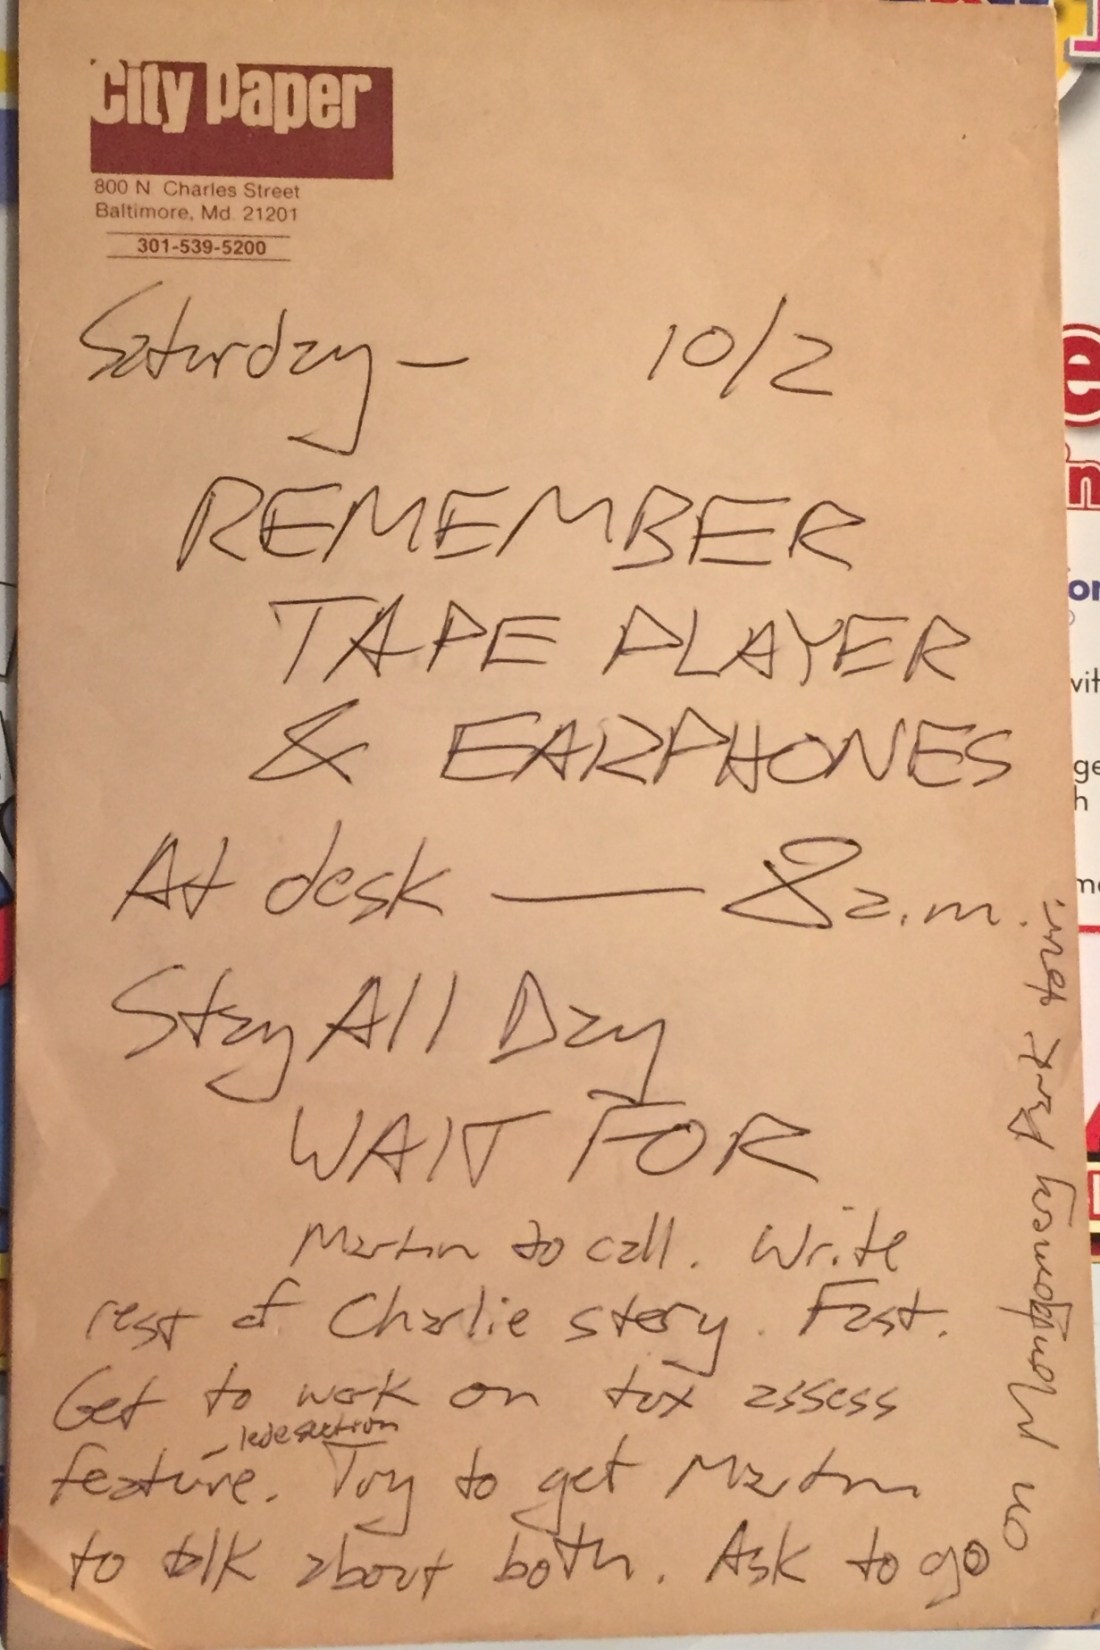 City Paper
800 N Charles Street
Baltimore, Md. 21201
301-539-5200
Saturday — 10/2
REMEMBER
TAPE PLAYER
& EARPHONES
At desk — 8 a.m.
Stay All Day
WAIT FOR
Martin to call. Write
rest of Charlie story. Fast.
Get to work on tax assess
lede section
feature. Try to get Martin
to talk about both. Ask to go
on Montgomery Park tour.